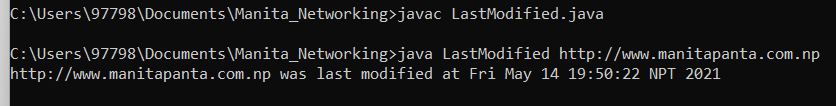 C:\Users\97798\Documents\Manita_Networking>javac LastModified.java
C:\Users\97798\Documents\Manita_Networking>java LastModified http://www.manitapanta.com.np
http://www.manitapanta.com.np was last modified at Fri May 14 19:50:22 NPT 2021